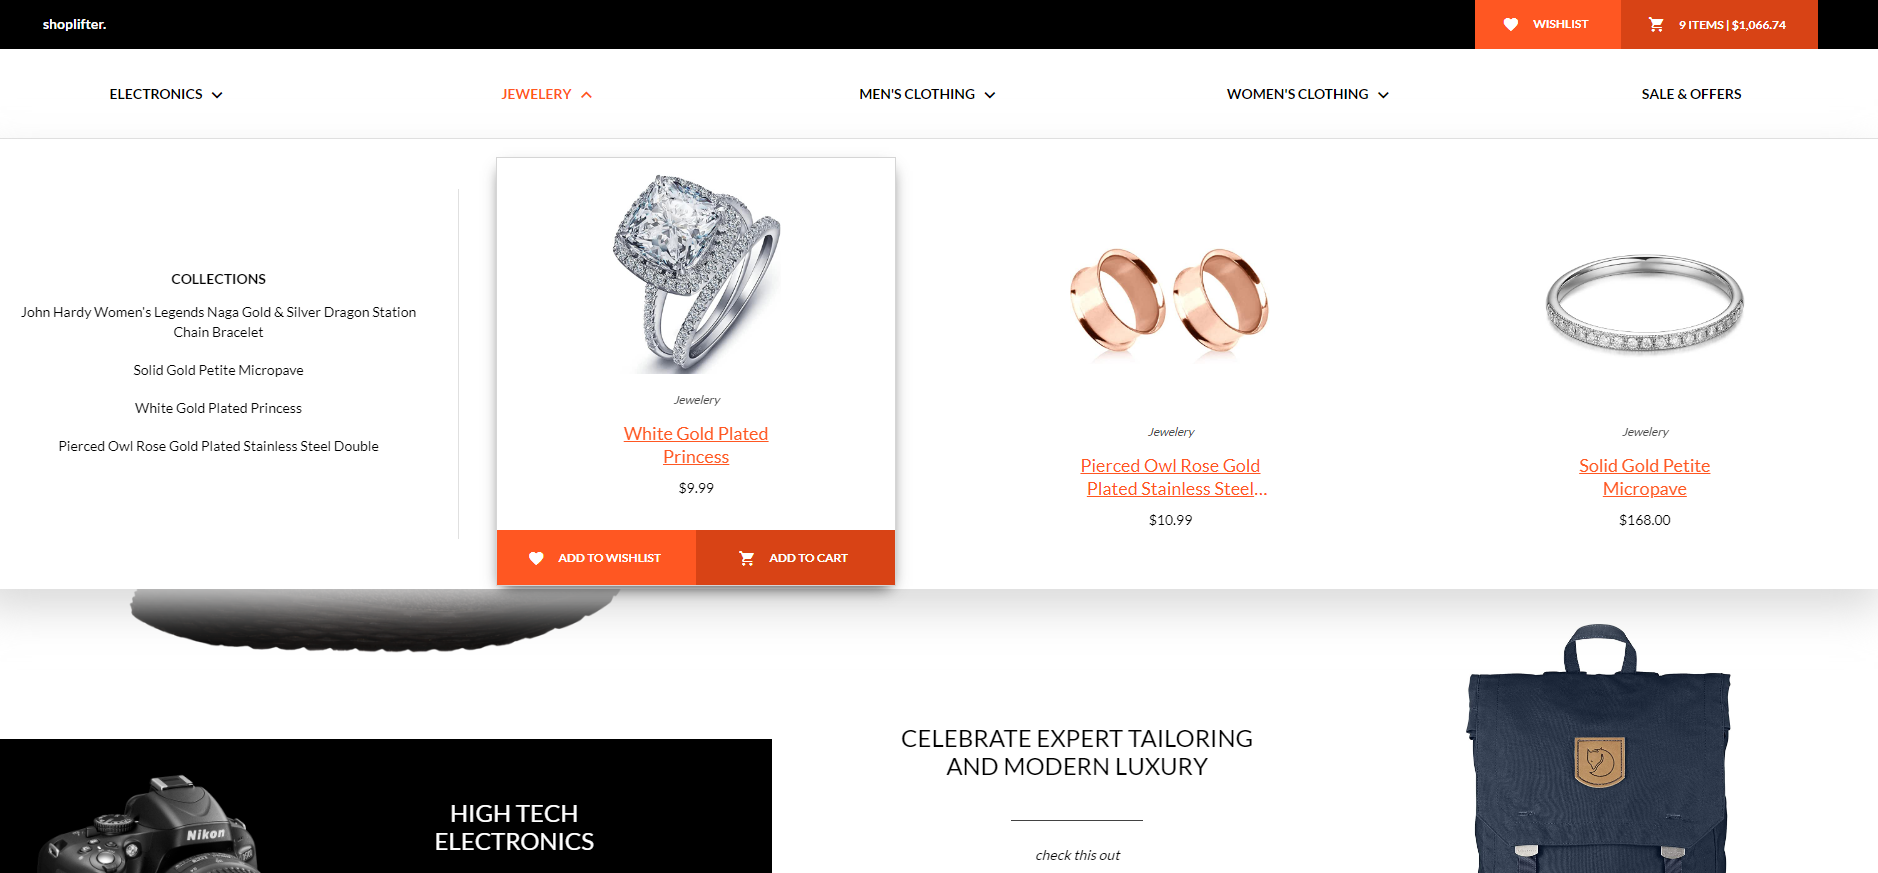 shoplifter.
WISHLIST
9 ITEMS | $1,066.74
ELECTRONICS
JEWELERY
MEN'S CLOTHING
WOMEN'S CLOTHING
SALE & OFFERS
COLLECTIONS
John Hardy Women's Legends Naga Gold & Silver Dragon Station
Chain Bracelet
Solid Gold Petite Micropave
White Gold Plated Princess
Pierced Owl Rose Gold Plated Stainless Steel Double
Jewelery
White Gold Plated
Princess
$9.99
ADD TO WISHLIST
ADD TO CART
Jewelery
Pierced Owl Rose Gold
Plated Stainless Steel...
$10.99
Jewelery
Solid Gold Petite
Micropave
$168.00
CELEBRATE EXPERT TAILORING
AND MODERN LUXURY
check this out
HIGH TECH
ELECTRONICS
Nikon